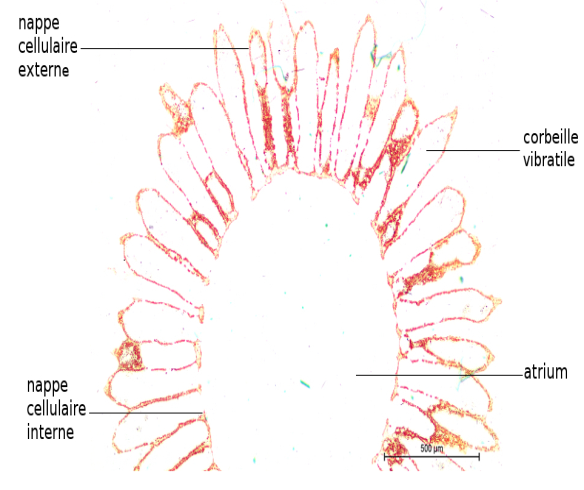 nappe
cellulaire
externe
corbeille
vibratile
atrium
nappe
cellulaire
interne
500 µm